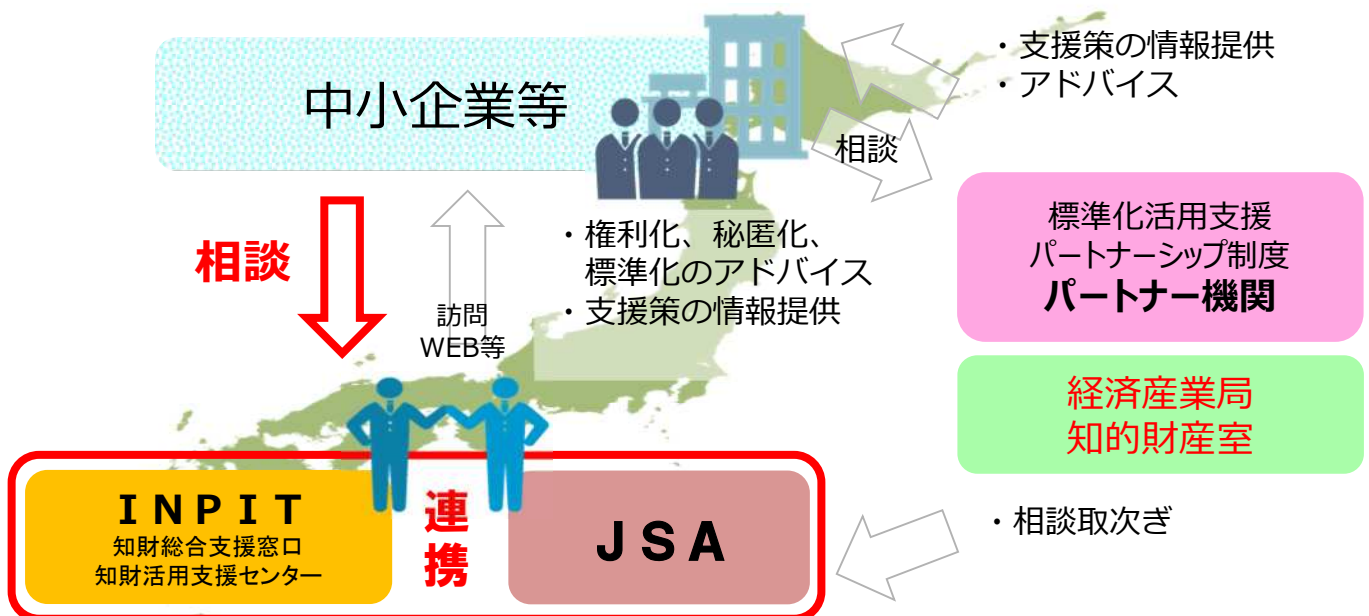 中小企業等
・支援策の情報提供
・アドバイス
相談
標準化活用支援
パートナーシップ制度
パートナー機関
相談
・権利化、秘匿化、
標準化のアドバイス
・支援策の情報提供
訪問
WEB等
経済産業局
知的財産室
ＩＮＰＩＴ
知財総合支援窓口
知財活用支援センター
連
携
ＪＳＡ
・相談取次ぎ